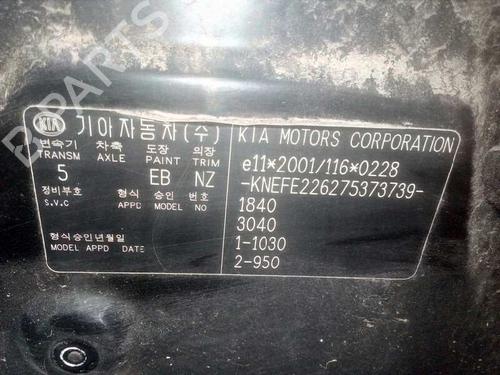 B-PARTS
KIA 기아자동차(수)
변속기 차축 도장 의장
TRANSM AXLE PAINT TRIM
5 EB NZ
정비부호 형식 승인 번호
S.V.C APPD MODEL NO
형식승인년월일
MODEL APPD DATE
KIA MOTORS CORPORATION
e11*2001/116*0228
-KNEFE226275373739-
1840
3040
1-1030
2-950